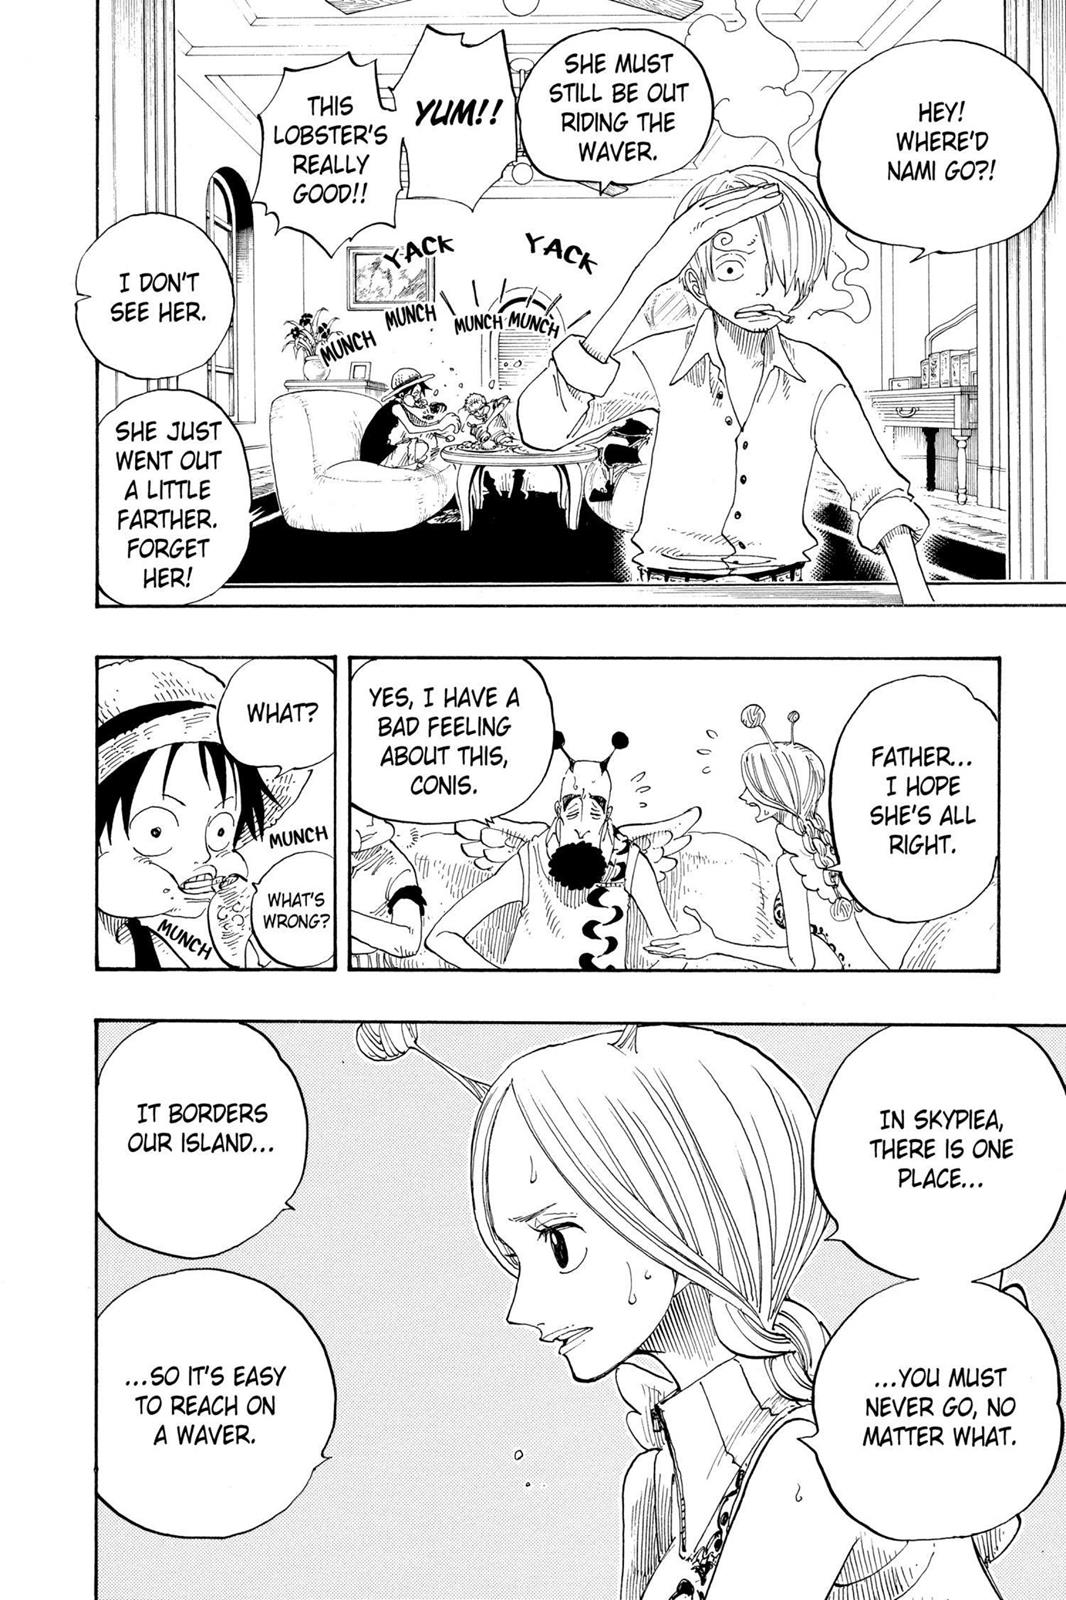 HEY!
WHERE'D
NAMI GO?!
SHE MUST
STILL BE OUT
RIDING THE
WAVER.
YUM!!
THIS
LOBSTER'S
REALLY
GOOD!!
YACK
YACK
MUNCH
MUNCH
MUNCH
MUNCH
I DON'T
SEE HER.
SHE JUST
WENT OUT
A LITTLE
FARTHER.
FORGET
HER!
FATHER...
I HOPE
SHE'S ALL
RIGHT.
YES, I HAVE A
BAD FEELING
ABOUT THIS,
CONIS.
WHAT?
MUNCH
WHAT'S
WRONG?
MUNCH
IN SKYPIEA,
THERE IS ONE
PLACE...
...YOU MUST
NEVER GO, NO
MATTER WHAT.
IT BORDERS
OUR ISLAND...
...SO IT'S EASY
TO REACH ON
A WAVER.